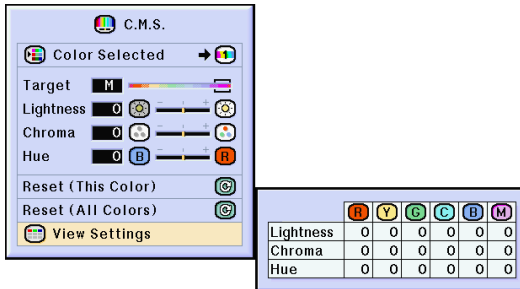 C.M.S.
Color Selected
Target M
Lightness 0 - +
Chroma 0 - +
Hue 0 B - + R
Reset (This Color)
Reset (All Colors)
View Settings
R Y G C B M
Lightness 0 0 0 0 0 0
Chroma 0 0 0 0 0 0
Hue 0 0 0 0 0 0